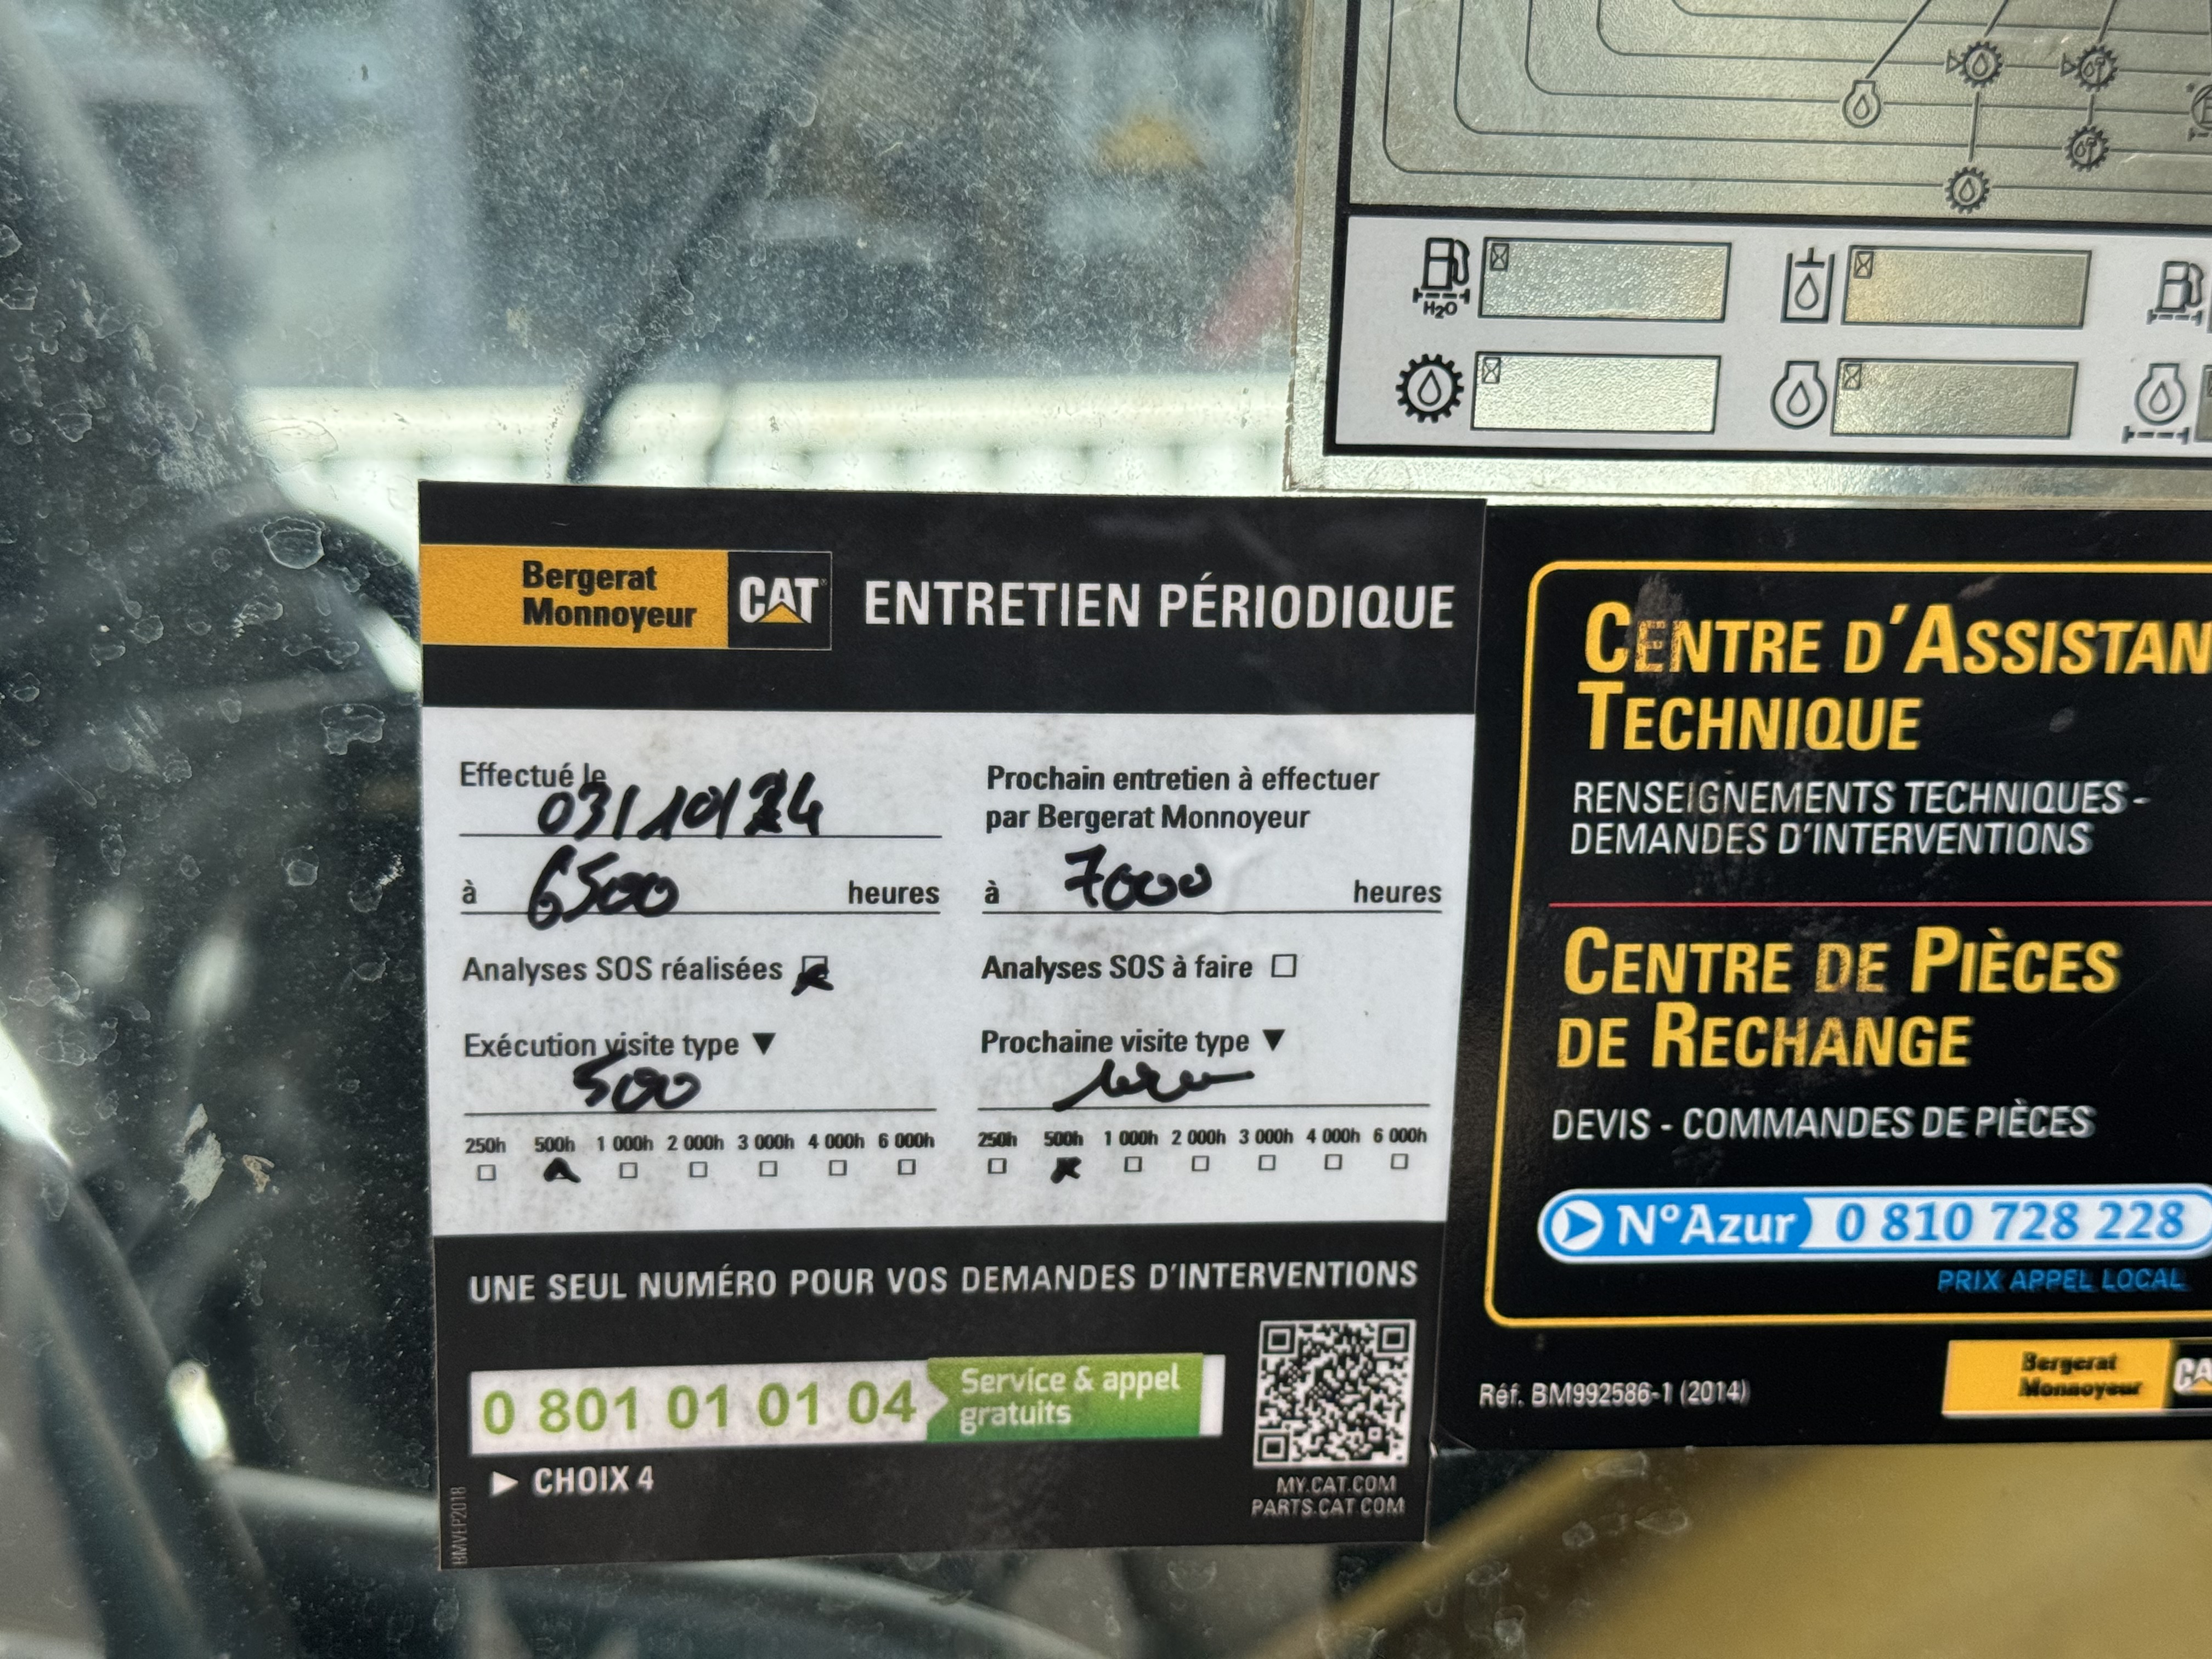 H₂O
Bergerat
Monnoyeur
CAT
ENTRETIEN PÉRIODIQUE
Effectué le
03/10/24
à 6500 heures
Analyses SOS réalisées
Exécution visite type ▼
500
250h 500h 1 000h 2 000h 3 000h 4 000h 6 000h
Prochain entretien à effectuer
par Bergerat Monnoyeur
à 7000 heures
Analyses SOS à faire
Prochaine visite type ▼
250h 500h 1 000h 2 000h 3 000h 4 000h 6 000h
UNE SEUL NUMÉRO POUR VOS DEMANDES D'INTERVENTIONS
0 801 01 01 04
Service & appel
gratuits
► CHOIX 4
MY.CAT.COM
PARTS.CAT.COM
BMVEP2018
CENTRE D'ASSISTAN
TECHNIQUE
RENSEIGNEMENTS TECHNIQUES -
DEMANDES D'INTERVENTIONS
CENTRE DE PIÈCES
DE RECHANGE
DEVIS - COMMANDES DE PIÈCES
N°Azur 0 810 728 228
PRIX APPEL LOCAL
Réf. BM992586-1 (2014)
Bergerat
Monnoyeur
CA